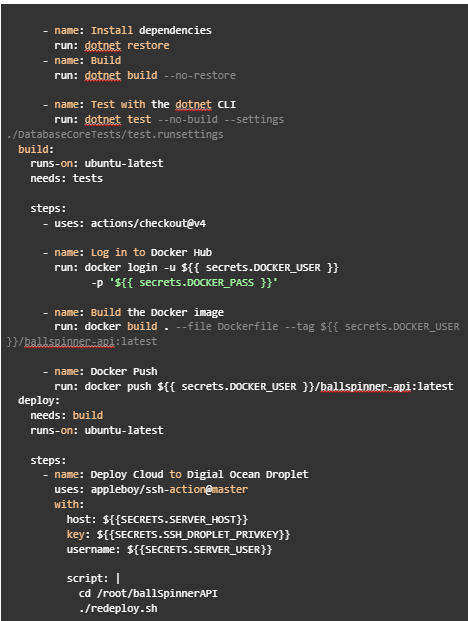 - name: Install dependencies
run: dotnet restore
- name: Build
run: dotnet build --no-restore
- name: Test with the dotnet CLI
run: dotnet test --no-build --settings
./DatabaseCoreTests/test.runsettings
build:
runs-on: ubuntu-latest
needs: tests
steps:
- uses: actions/checkout@v4
- name: Log in to Docker Hub
run: docker login -u ${{ secrets.DOCKER_USER }}
-p '${{ secrets.DOCKER_PASS }}'
- name: Build the Docker image
run: docker build . --file Dockerfile --tag ${{ secrets.DOCKER_USER
}}/ballspinner-api:latest
- name: Docker Push
run: docker push ${{ secrets.DOCKER_USER }}/ballspinner-api:latest
deploy:
needs: build
runs-on: ubuntu-latest
steps:
- name: Deploy Cloud to Digial Ocean Droplet
uses: appleboy/ssh-action@master
with:
host: ${{SECRETS.SERVER_HOST}}
key: ${{SECRETS.SSH_DROPLET_PRIVKEY}}
username: ${{SECRETS.SERVER_USER}}
script: |
cd /root/ballSpinnerAPI
./redeploy.sh